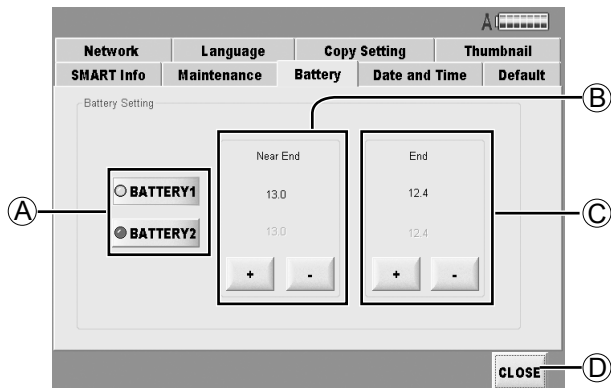 A
Network Language Copy Setting Thumbnail
SMART Info Maintenance Battery Date and Time Default
Battery Setting
B
Near End End
BATTERY1 13.0 12.4
A C
BATTERY2 13.0 12.4
+ - + -
CLOSE D